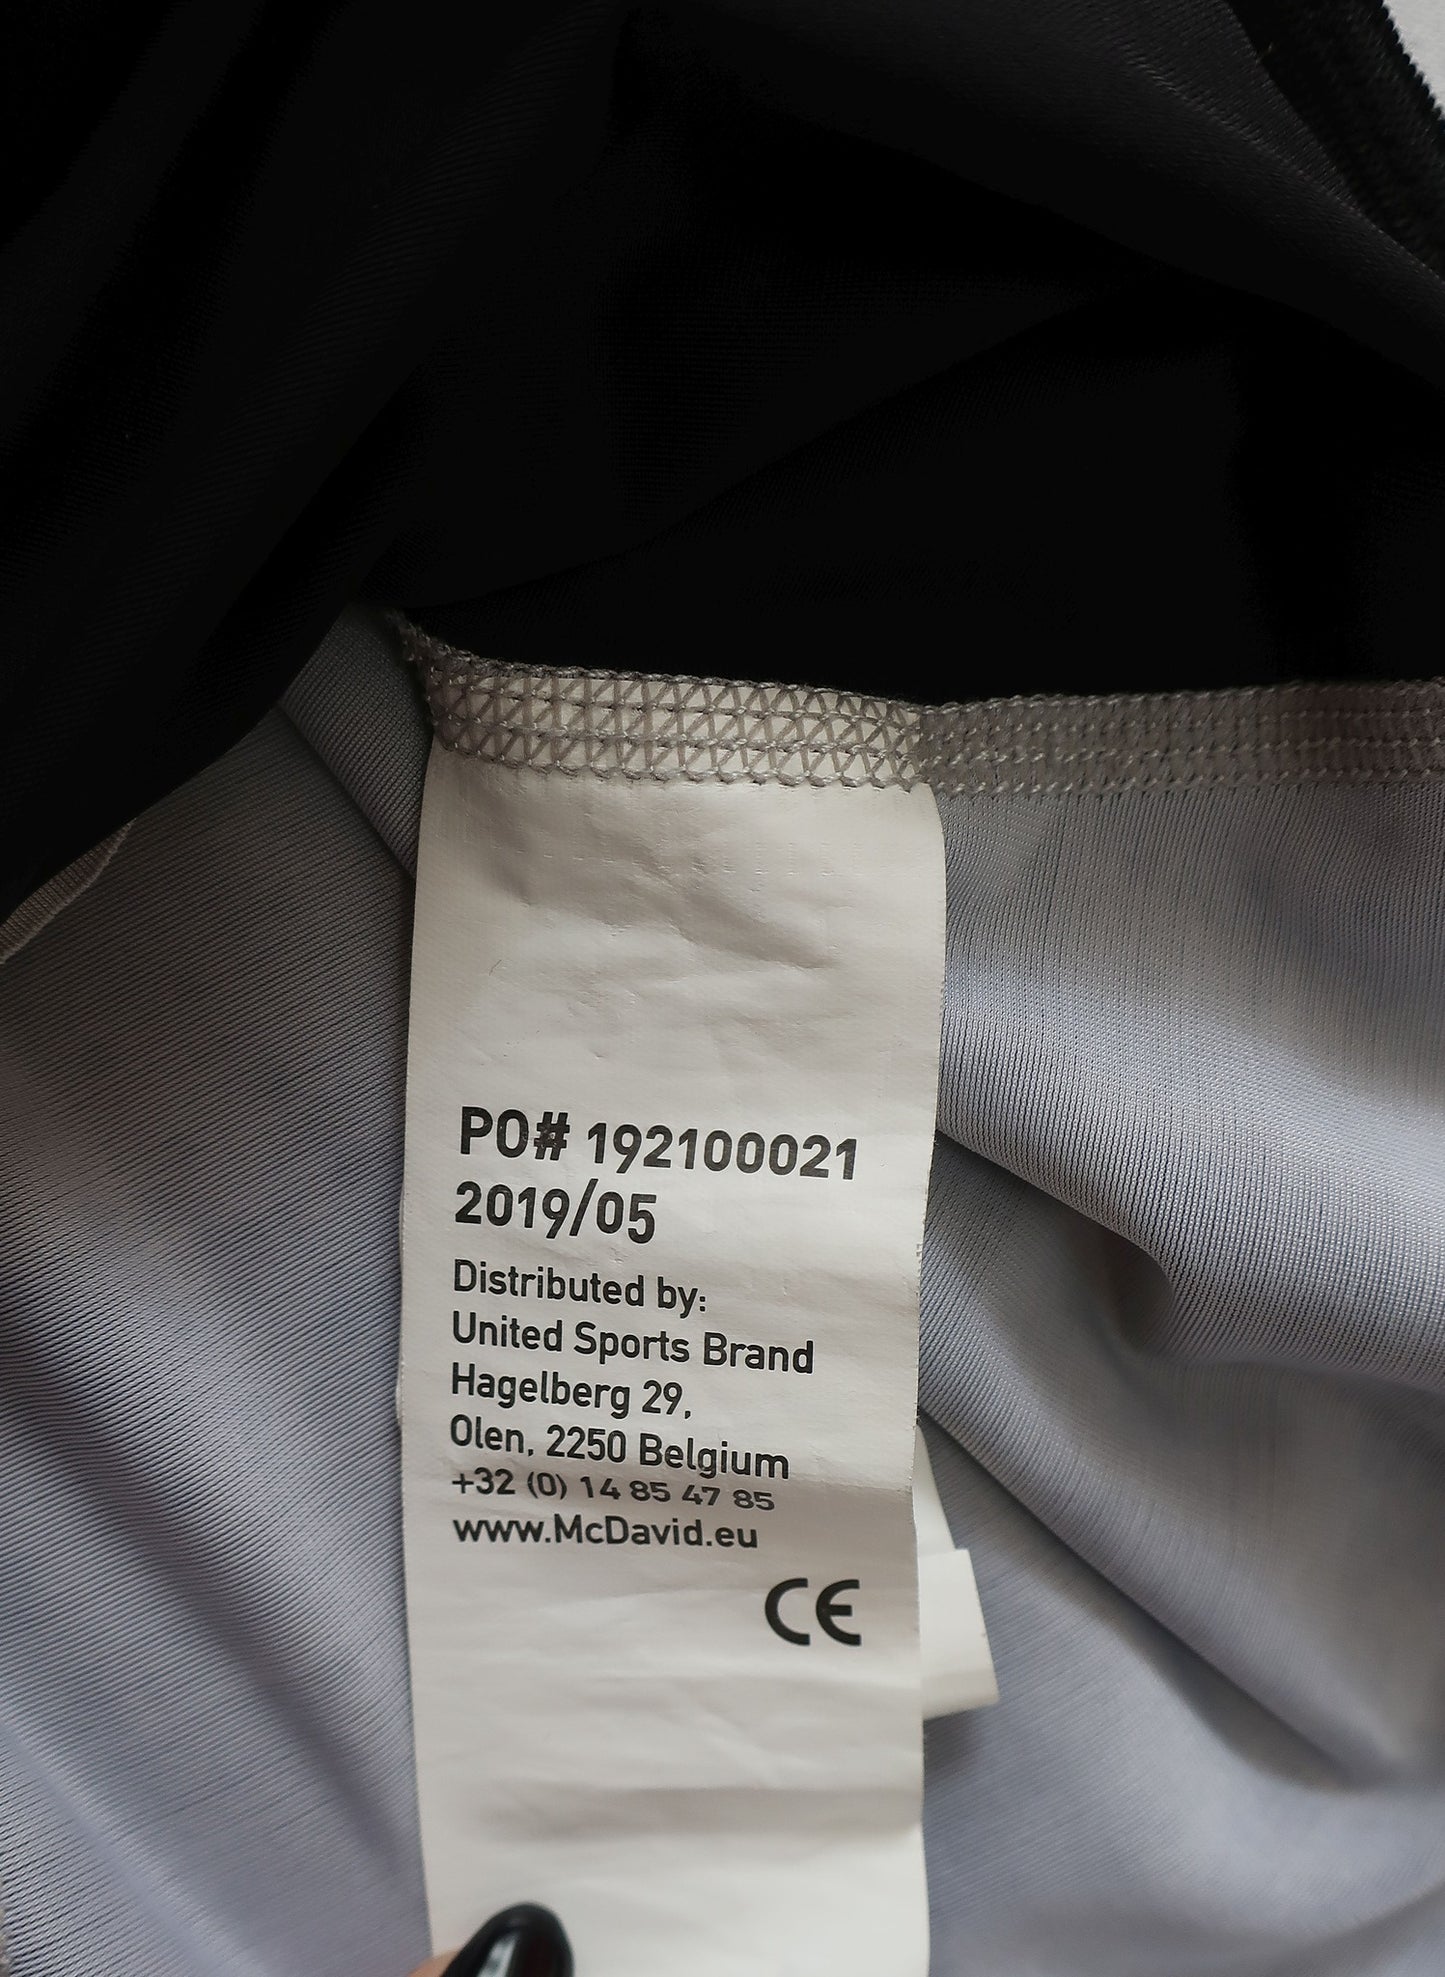 PO# 192100021
2019/05
Distributed by:
United Sports Brand
Hagelberg 29,
Olen, 2250 Belgium
+32 (0) 14 85 47 85
www.McDavid.eu
CE